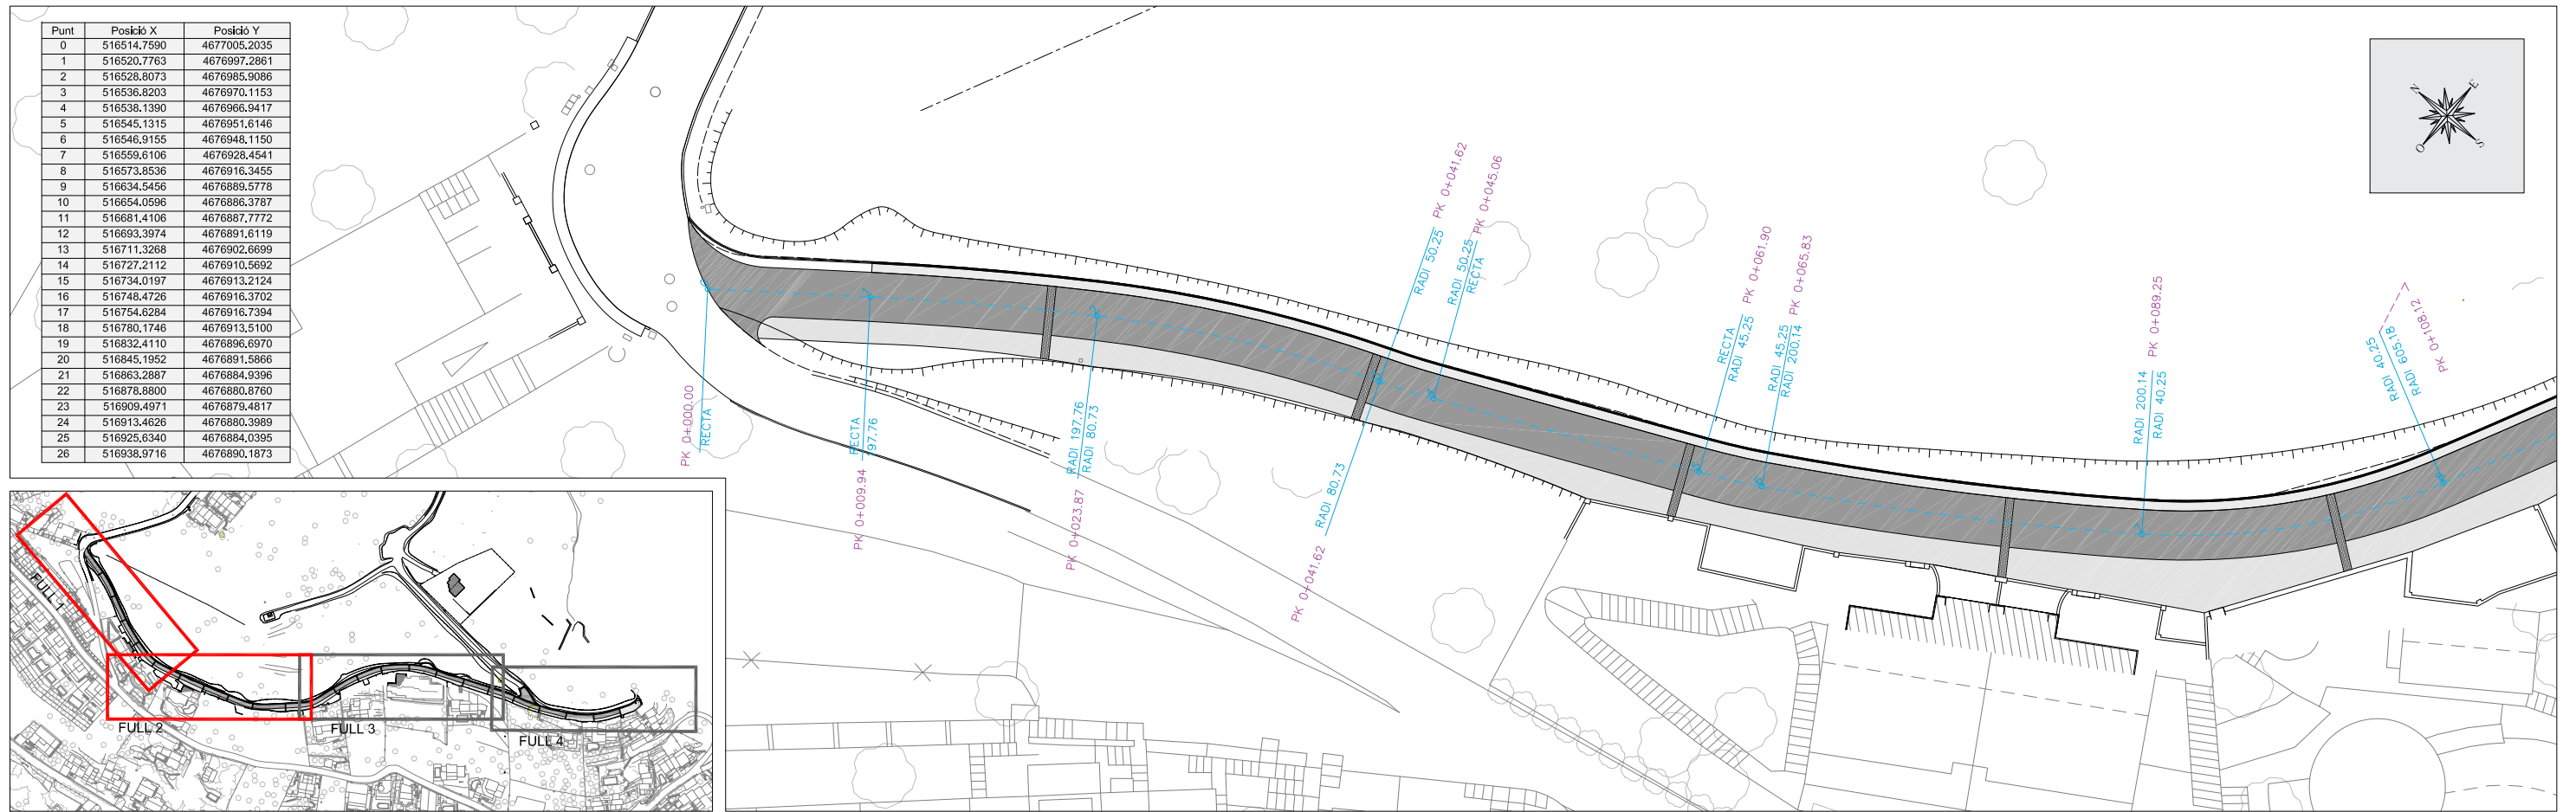 Punt Posició X Posició Y
0 516514.7590 4677005.2035
1 516520.7763 4676997.2861
2 516528.8073 4676985.9086
3 516536.8203 4676970.1153
4 516538.1390 4676966.9417
5 516545.1315 4676951.6146
6 516546.9155 4676948.1150
7 516559.6106 4676928.4541
8 516573.8536 4676916.3455
9 516634.5456 4676889.5778
10 516654.0596 4676886.3787
11 516681.4106 4676887.7772
12 516693.3974 4676891.6119
13 516711.3268 4676902.6699
14 516727.2112 4676910.5692
15 516734.0197 4676913.2124
16 516748.4726 4676916.3702
17 516754.6284 4676916.7394
18 516780.1746 4676913.5100
19 516832.4110 4676896.6970
20 516845.1952 4676891.5866
21 516863.2887 4676884.9396
22 516878.8800 4676880.8760
23 516909.4971 4676879.4817
24 516913.4626 4676880.3989
25 516925.6340 4676884.0395
26 516938.9716 4676890.1873
PK 0+000.00
RECTA
PK 0+009.94
RECTA
197.76
PK 0+023.87
RADI 197.76
RADI 80.73
PK 0+041.62
RADI 80.73
RADI 50.25
PK 0+041.62
RADI 50.25
RECTA
PK 0+045.06
RECTA
RADI 45.25
PK 0+061.90
RADI 45.25
RADI 200.14
PK 0+065.83
RADI 200.14
RADI 40.25
PK 0+089.25
RADI 40.25
RADI 605.18
PK 0+108.12
N
E
S
O
FULL 1
FULL 2
FULL 3
FULL 4